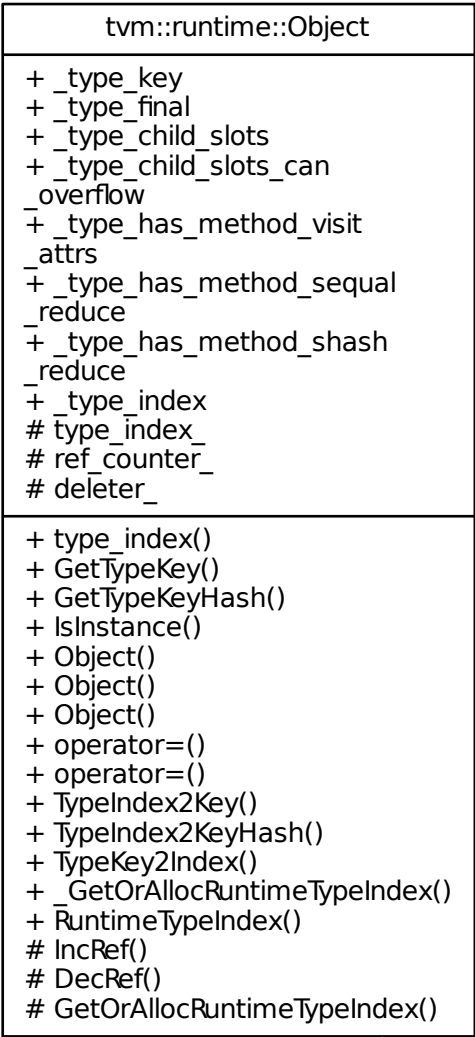 tvm::runtime::Object
+ _type_key
+ _type_final
+ _type_child_slots
+ _type_child_slots_can
_overflow
+ _type_has_method_visit
_attrs
+ _type_has_method_sequal
_reduce
+ _type_has_method_shash
_reduce
+ _type_index
# type_index_
# ref_counter_
# deleter_
+ type_index()
+ GetTypeKey()
+ GetTypeKeyHash()
+ IsInstance()
+ Object()
+ Object()
+ Object()
+ operator=()
+ operator=()
+ TypeIndex2Key()
+ TypeIndex2KeyHash()
+ TypeKey2Index()
+ _GetOrAllocRuntimeTypeIndex()
+ RuntimeTypeIndex()
# IncRef()
# DecRef()
# GetOrAllocRuntimeTypeIndex()